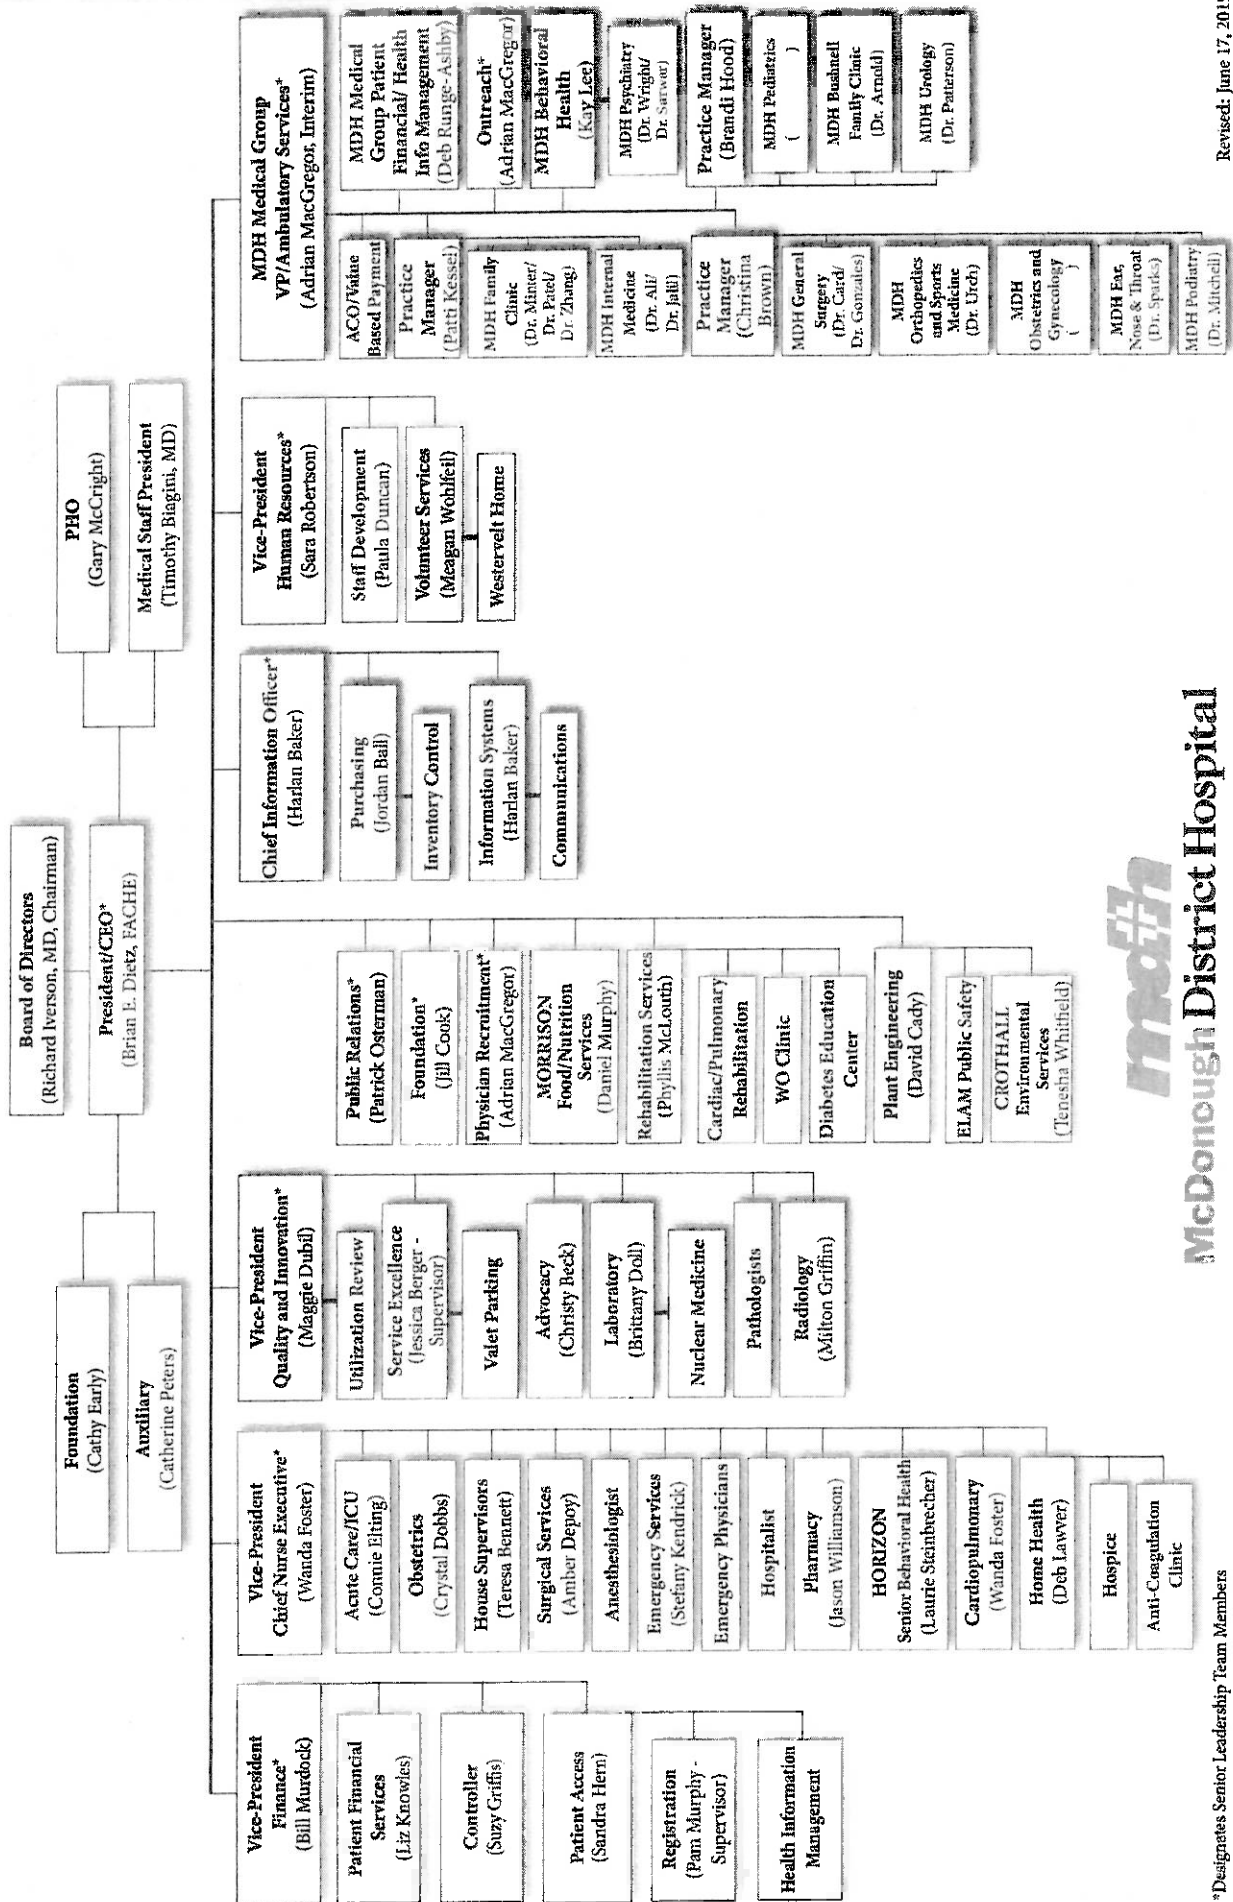 Board of Directors
(Richard Iverson, MD, Chairman)
President/CEO*
(Brian E. Dietz, FACHE)
Foundation
(Cathy Early)
Auxiliary
(Catherine Peters)
PHO
(Gary McCright)
Medical Staff President
(Timothy Biagini, MD)
Vice-President
Finance*
(Bill Murdock)
Patient Financial
Services
(Liz Knowles)
Controller
(Suzy Griffis)
Patient Access
(Sandra Hern)
Registration
(Pam Murphy -
Supervisor)
Health Information
Management
Vice-President
Chief Nurse Executive*
(Wanda Foster)
Acute Care/ICU
(Connie Elting)
Obstetrics
(Crystal Dobbs)
House Supervisors
(Teresa Bennett)
Surgical Services
(Amber Depoy)
Anesthesiologist
Emergency Services
(Stefany Kendrick)
Emergency Physicians
Hospitalist
Pharmacy
(Jason Williamson)
HORIZON
Senior Behavioral Health
(Laurie Steinbrecher)
Cardiopulmonary
(Wanda Foster)
Home Health
(Deb Lawver)
Hospice
Anti-Coagulation
Clinic
Vice-President
Quality and Innovation*
(Maggie Dubil)
Utilization Review
Service Excellence
(Jessica Berger -
Supervisor)
Valet Parking
Advocacy
(Christy Beck)
Laboratory
(Brittany Doll)
Nuclear Medicine
Pathologists
Radiology
(Milton Griffin)
Public Relations*
(Patrick Osterman)
Foundation*
(Jill Cook)
Physician Recruitment*
(Adrian MacGregor)
MORRISON
Food/Nutrition
Services
(Daniel Murphy)
Rehabilitation Services
(Phyllis McLouth)
Cardiac/Pulmonary
Rehabilitation
WO Clinic
Diabetes Education
Center
Plant Engineering
(David Cady)
ELAM Public Safety
CROTHALL
Environmental
Services
(Tenesha Whitfield)
Chief Information Officer*
(Harlan Baker)
Purchasing
(Jordan Ball)
Inventory Control
Information Systems
(Harlan Baker)
Communications
Vice-President
Human Resources*
(Sara Robertson)
Staff Development
(Paula Duncan)
Volunteer Services
(Meagan Wohlfeil)
Westervelt Home
MDH Medical Group
VP/Ambulatory Services*
(Adrian MacGregor, Interim)
ACO/Value
Based Payment
Practice
Manager
(Patti Kessel)
MDH Family
Clinic
(Dr. Minter/
Dr. Patel/
Dr. Zhang)
MDH Internal
Medicine
(Dr. Ali/
Dr. Jalil)
Practice
Manager
(Christina
Brown)
MDH General
Surgery
(Dr. Card/
Dr. Gonzales)
MDH
Orthopedics
and Sports
Medicine
(Dr. Urch)
MDH
Obstetrics and
Gynecology
( )
MDH Ear,
Nose & Throat
(Dr. Sparks)
MDH Podiatry
(Dr. Mitchell)
MDH Medical
Group Patient
Financial/ Health
Info Management
(Deb Runge-Ashby)
Outreach*
(Adrian MacGregor)
MDH Behavioral
Health
(Kay Lee)
MDH Psychiatry
(Dr. Wright/
Dr. Sarwar)
Practice Manager
(Brandi Hood)
MDH Pediatrics
( )
MDH Bushnell
Family Clinic
(Dr. Arnold)
MDH Urology
(Dr. Patterson)
mdh
McDonough District Hospital
*Designates Senior Leadership Team Members
Revised: June 17, 2015